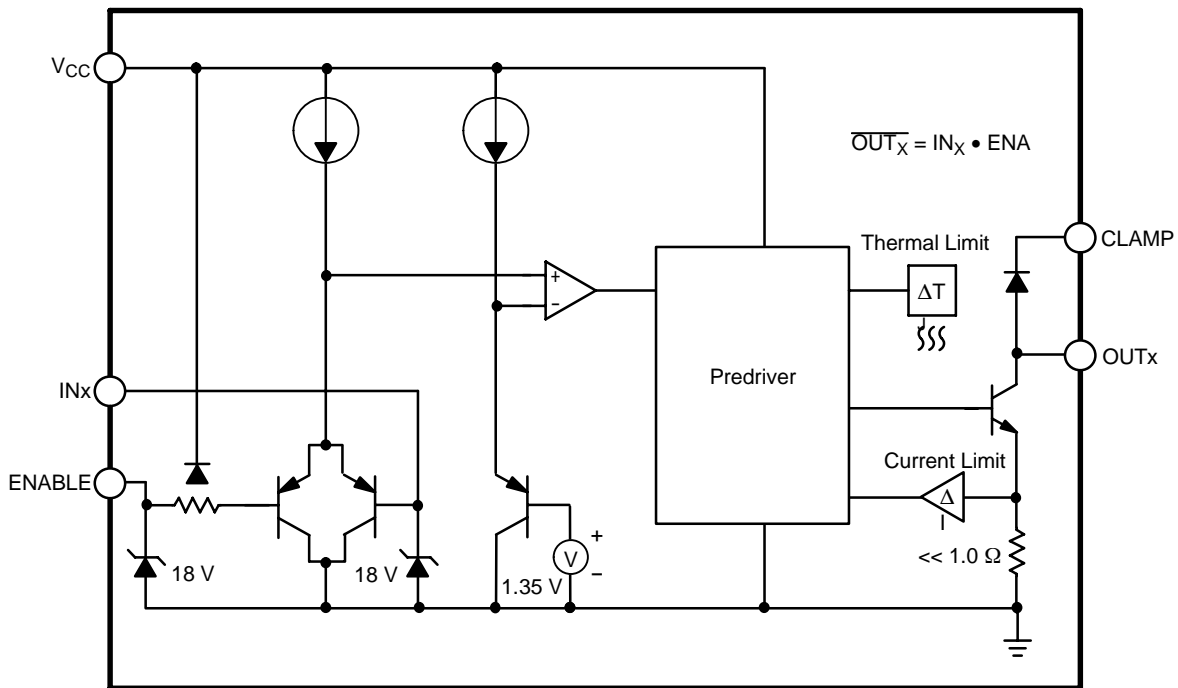 VCC
OUTX = INX • ENA
CLAMP
Thermal Limit
ΔT
+
−
OUTx
INx
Predriver
ENABLE
Current Limit
Δ
I
18 V
18 V
1.35 V
V
+
−
<< 1.0 Ω